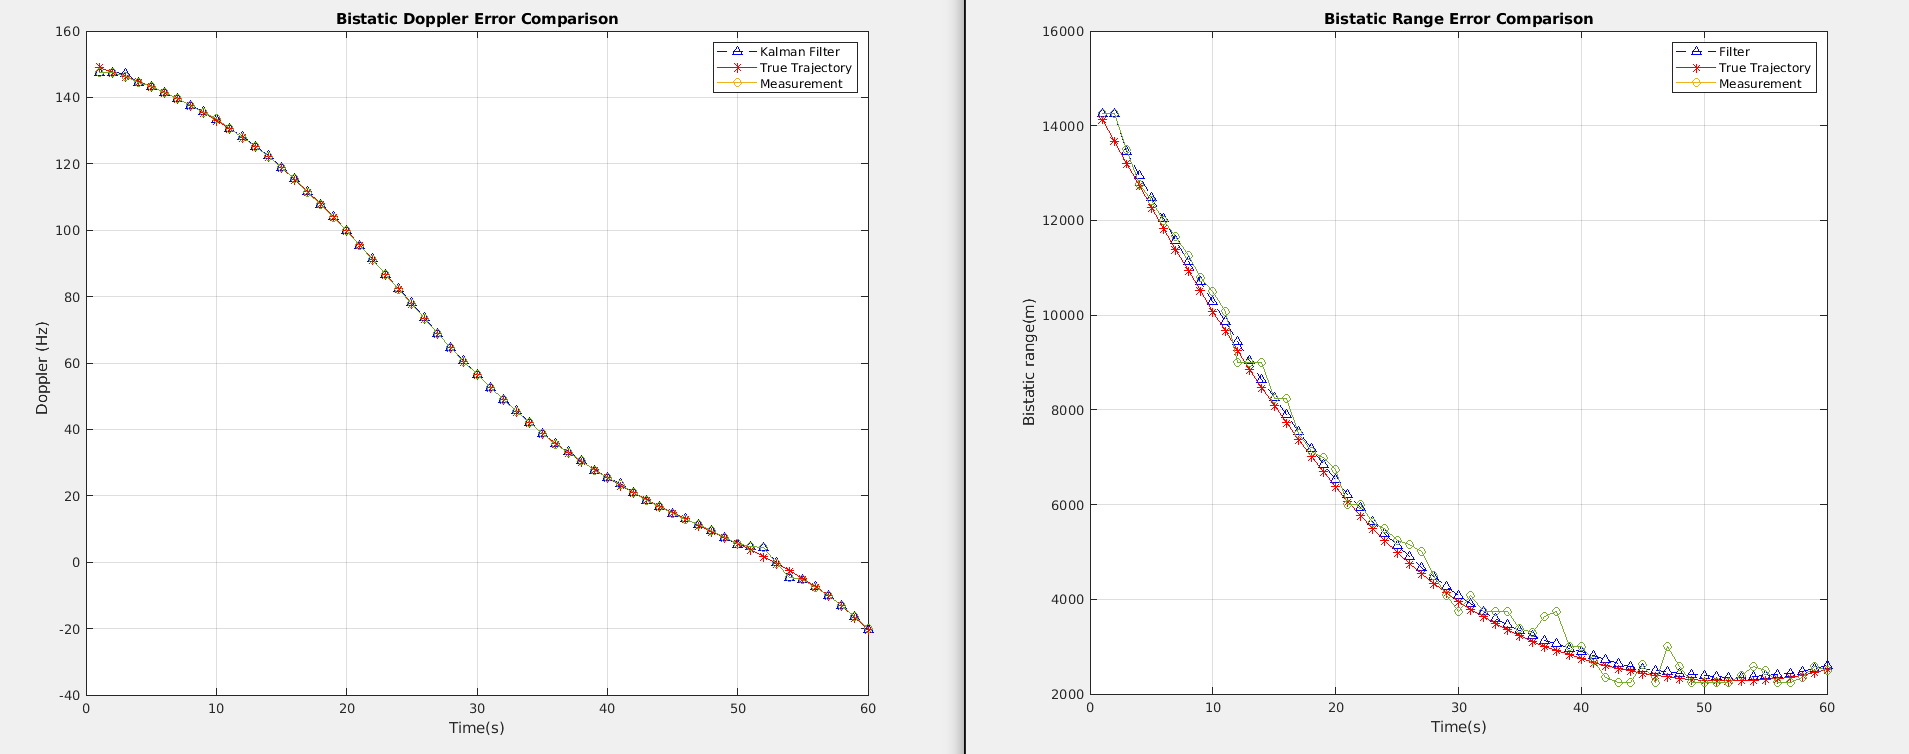 Bistatic Doppler Error Comparison
160
140
120
100
80
60
40
20
0
-20
-40
Doppler (Hz)
0 10 20 30 40 50 60
Time(s)
Kalman Filter
True Trajectory
Measurement
Bistatic Range Error Comparison
16000
14000
12000
10000
8000
6000
4000
2000
Bistatic range(m)
0 10 20 30 40 50 60
Time(s)
Filter
True Trajectory
Measurement